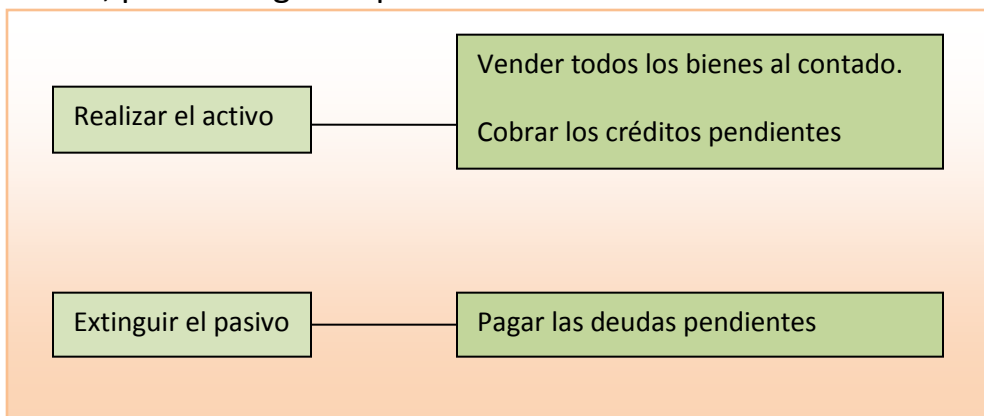 Realizar el activo
Vender todos los bienes al contado.
Cobrar los créditos pendientes
Extinguir el pasivo
Pagar las deudas pendientes